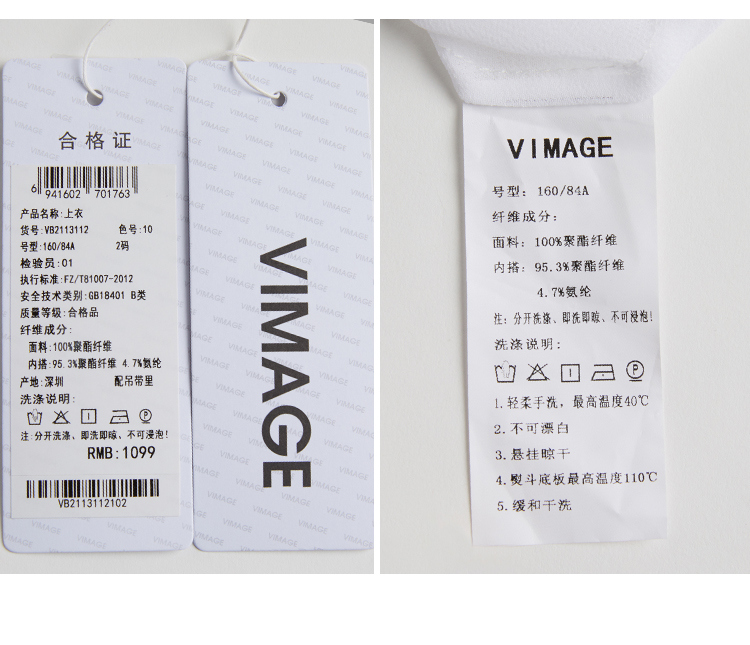 合格证
6 941602 701763
产品名称:上衣
货号:VB2113112 色号:10
号型:160/84A 2码
检验员:01
执行标准:FZ/T81007-2012
安全技术类别:GB18401 B类
质量等级:合格品
纤维成分:
面料:100%聚酯纤维
内搭:95.3%聚酯纤维 4.7%氨纶
产地:深圳 配吊带里
洗涤说明:
注:分开洗涤、即洗即晾、不可浸泡!
RMB:1099
VB2113112102
VIMAGE
VIMAGE
号型: 160/84A
纤维成分:
面料: 100%聚酯纤维
内搭: 95.3%聚酯纤维
4.7%氨纶
注: 分开洗涤、即洗即晾、不可浸泡!
洗涤说明:
1.轻柔手洗, 最高温度40℃
2.不可漂白
3.悬挂晾干
4.熨斗底板最高温度110℃
5.缓和干洗